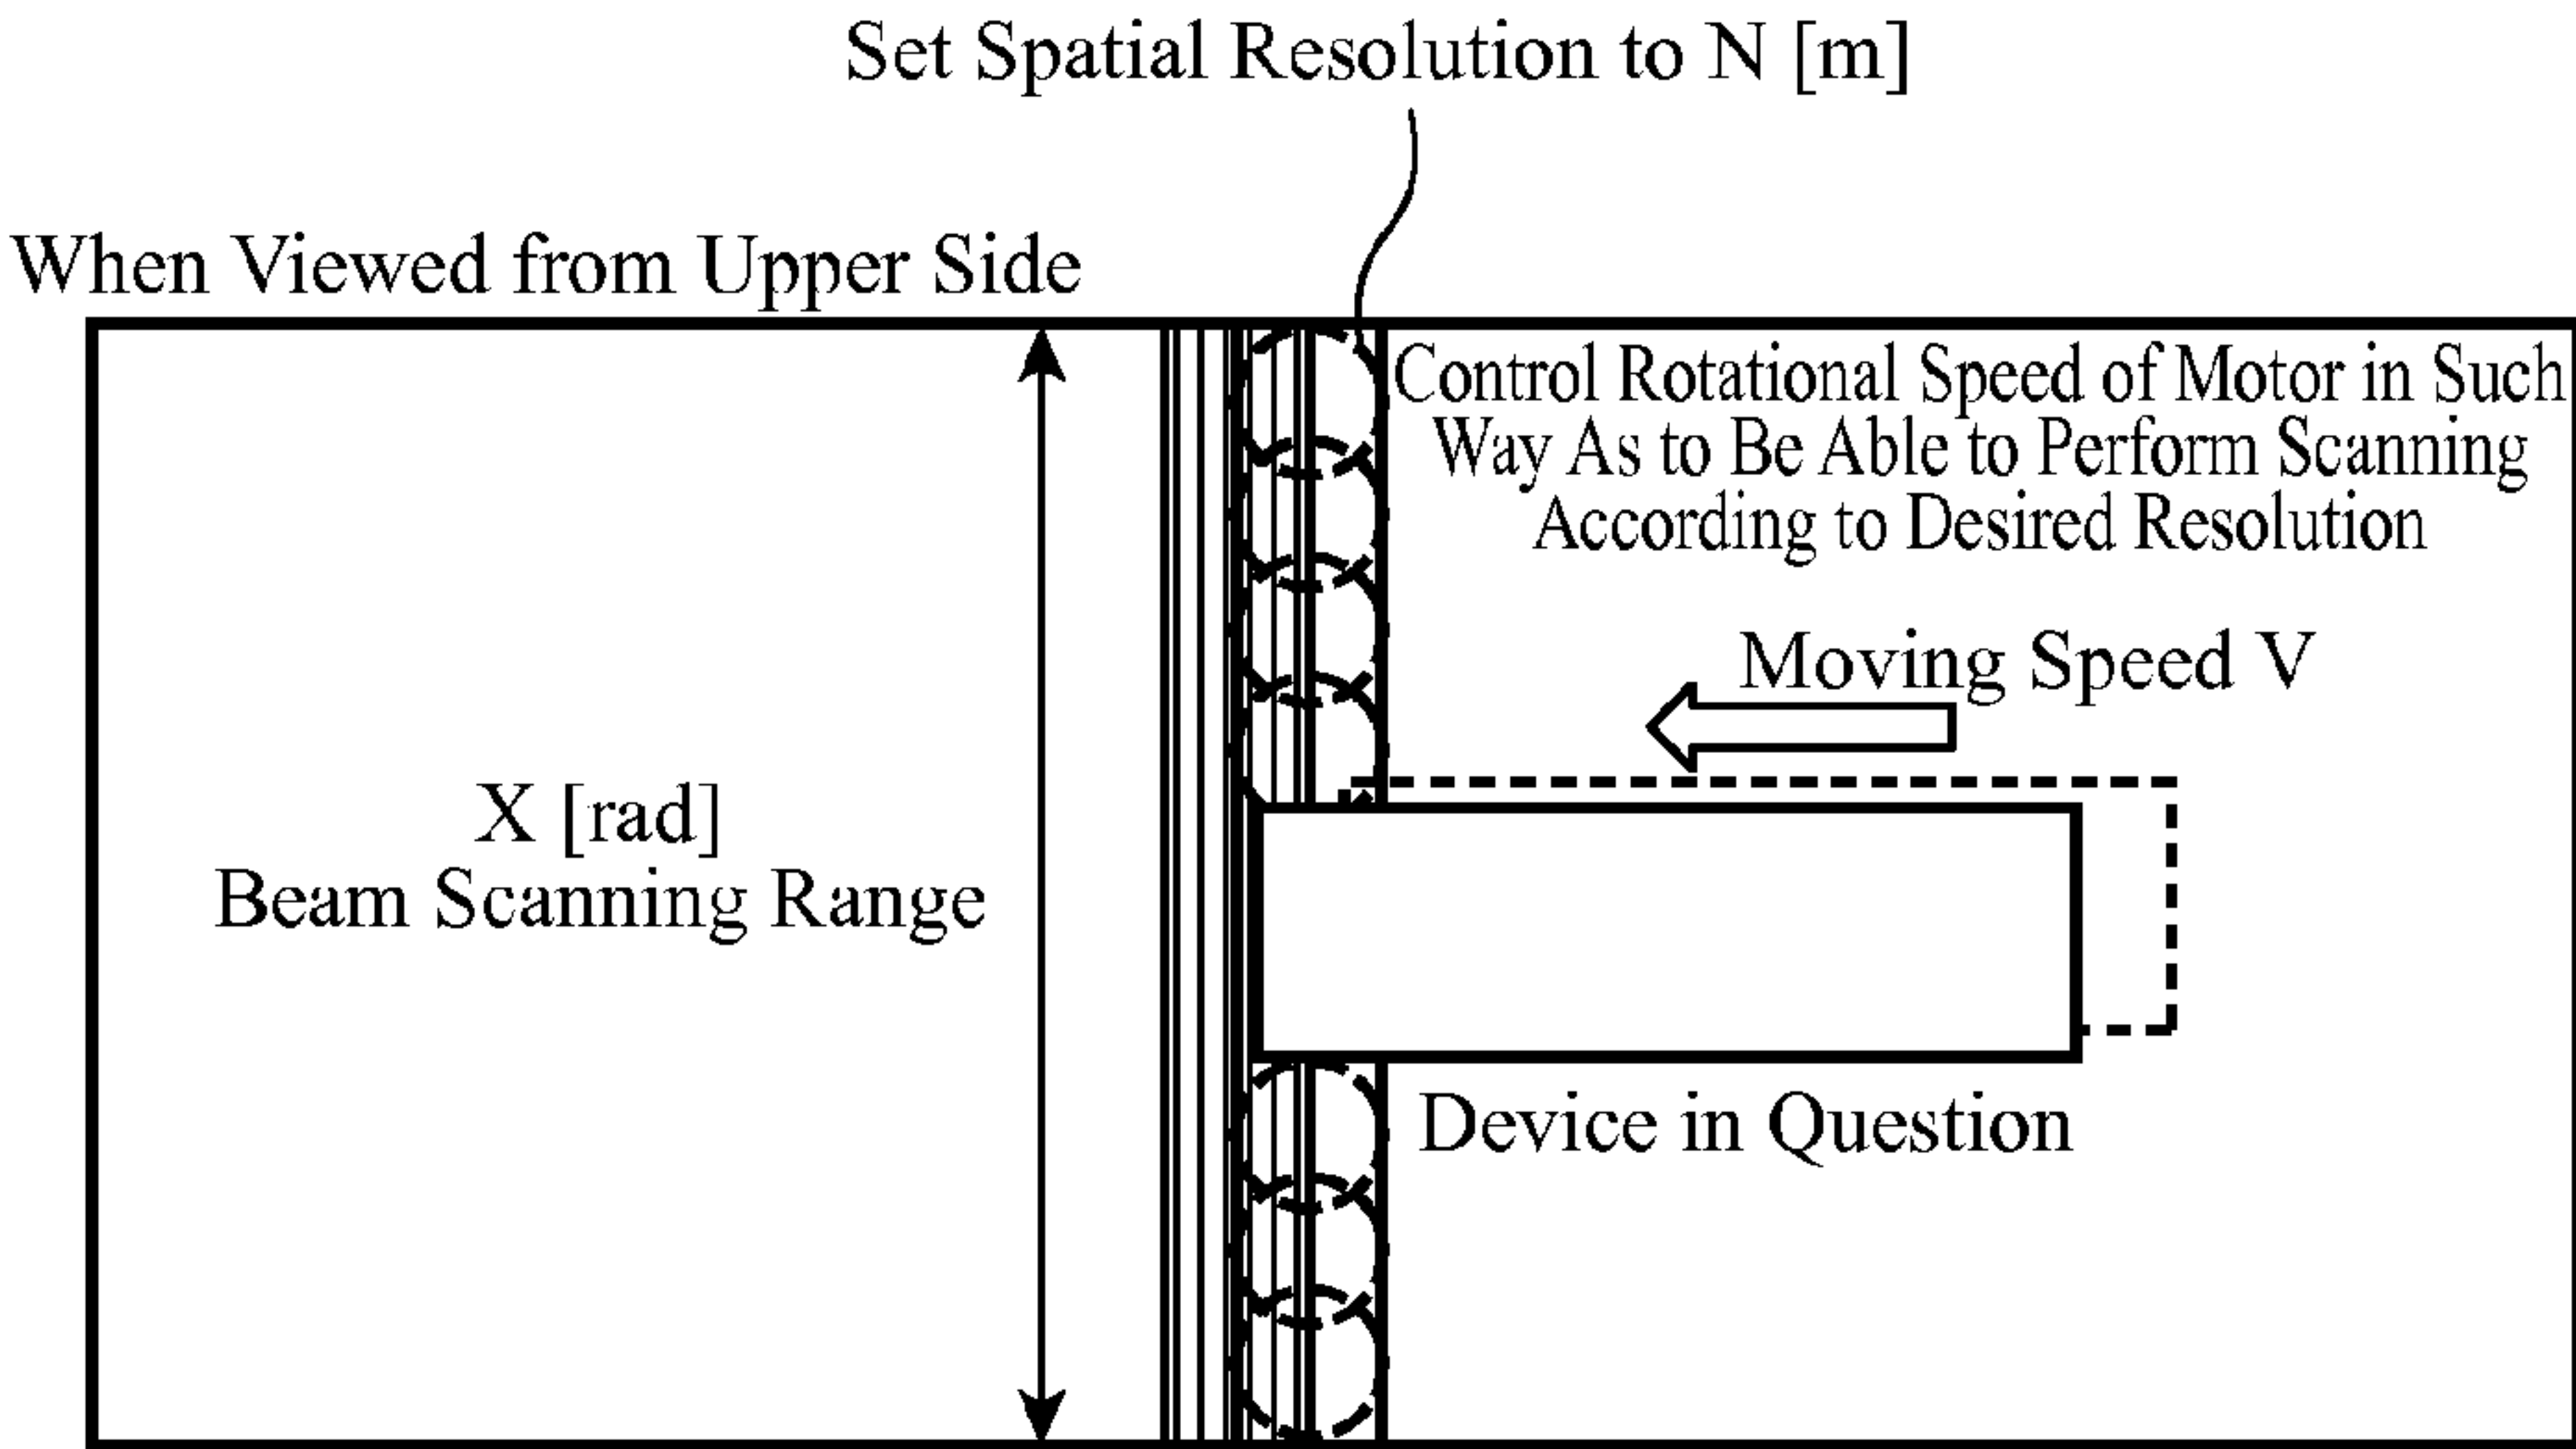 Set Spatial Resolution to N [m]
When Viewed from Upper Side
Control Rotational Speed of Motor in Such
Way As to Be Able to Perform Scanning
According to Desired Resolution
Moving Speed V
X [rad]
Beam Scanning Range
Device in Question